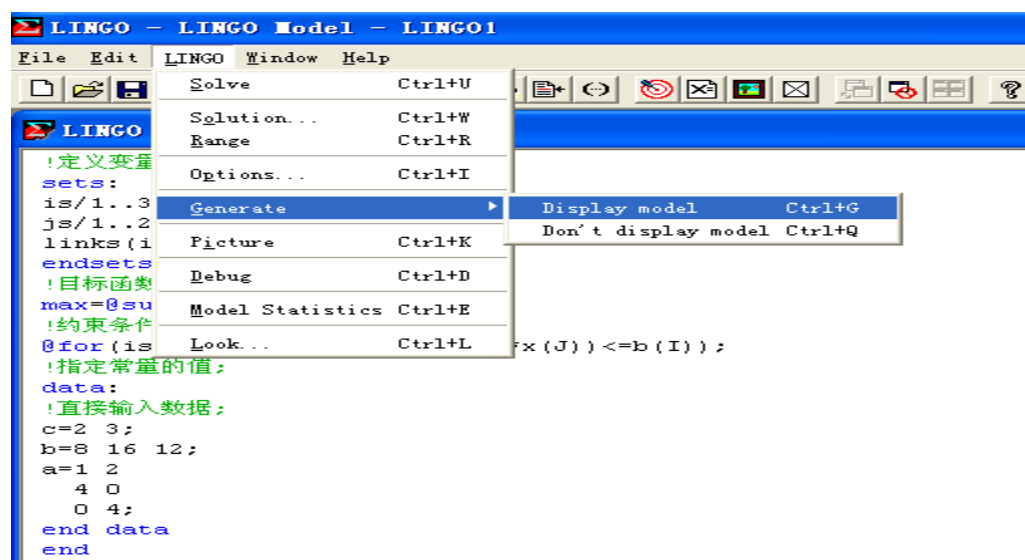 LINGO - LINGO Model - LINGO1
File Edit LINGO Window Help
Solve Ctrl+U
Solution... Ctrl+W
Range Ctrl+R
Options... Ctrl+I
Generate
Display model Ctrl+G
Don't display model Ctrl+Q
Picture Ctrl+K
Debug Ctrl+D
Model Statistics Ctrl+E
Look... Ctrl+L
LINGO
!定义变量
sets:
is/1..3
js/1..2
links(i
endsets
!目标函数
max=@su
!约束条件
@for(is *x(J))<=b(I));
!指定常量的值;
data:
!直接输入数据;
c=2 3;
b=8 16 12;
a=1 2
4 0
0 4;
end data
end